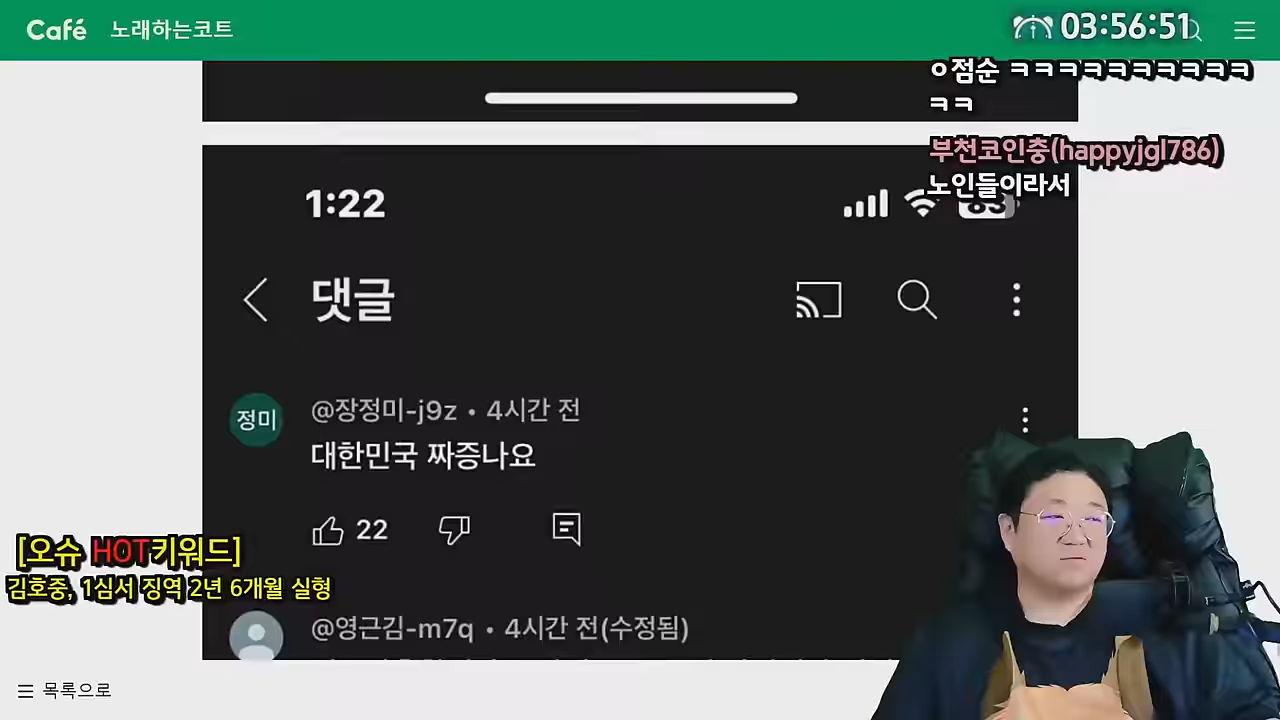 Café 노래하는코트
03:56:51
ㅇ점순 ㅋㅋㅋㅋㅋㅋㅋㅋㅋㅋ
ㅋㅋ
부천코인충(happyjgl786)
노인들이라서
1:22
83
댓글
정미
@장정미-j9z • 4시간 전
대한민국 짜증나요
22
[오슈 HOT키워드]
김호중, 1심서 징역 2년 6개월 실형
@영근김-m7q • 4시간 전(수정됨)
목록으로